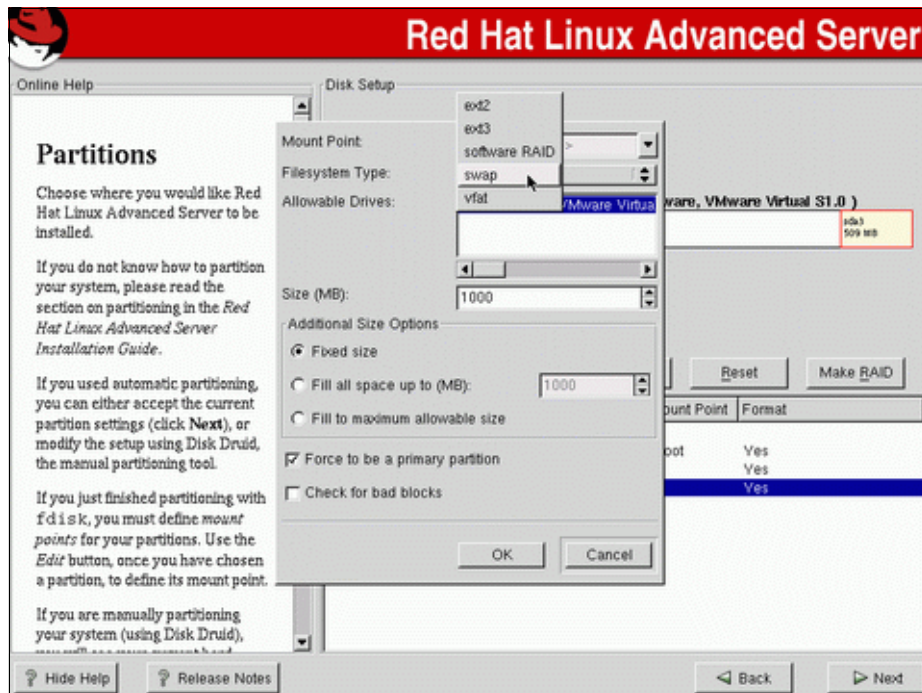 Red Hat Linux Advanced Server
Online Help
Partitions
Choose where you would like Red
Hat Linux Advanced Server to be
installed.
If you do not know how to partition
your system, please read the
section on partitioning in the Red
Hat Linux Advanced Server
Installation Guide.
If you used automatic partitioning,
you can either accept the current
partition settings (click Next), or
modify the setup using Disk Druid,
the manual partitioning tool.
If you just finished partitioning with
fdisk, you must define mount
points for your partitions. Use the
Edit button, once you have chosen
a partition, to define its mount point.
If you are manually partitioning
your system (using Disk Druid),
Disk Setup
ext2
ext3
software RAID
swap
vfat
Mount Point:
Filesystem Type:
Allowable Drives:
VMware Virtua
ware, VMware Virtual S1.0 )
sda3
509 MB
Size (MB):
1000
Additional Size Options
Fixed size
Fill all space up to (MB):
1000
Fill to maximum allowable size
Force to be a primary partition
Check for bad blocks
OK
Cancel
Reset
Make RAID
ount Point
Format
oot
Yes
Yes
Yes
Hide Help
Release Notes
Back
Next